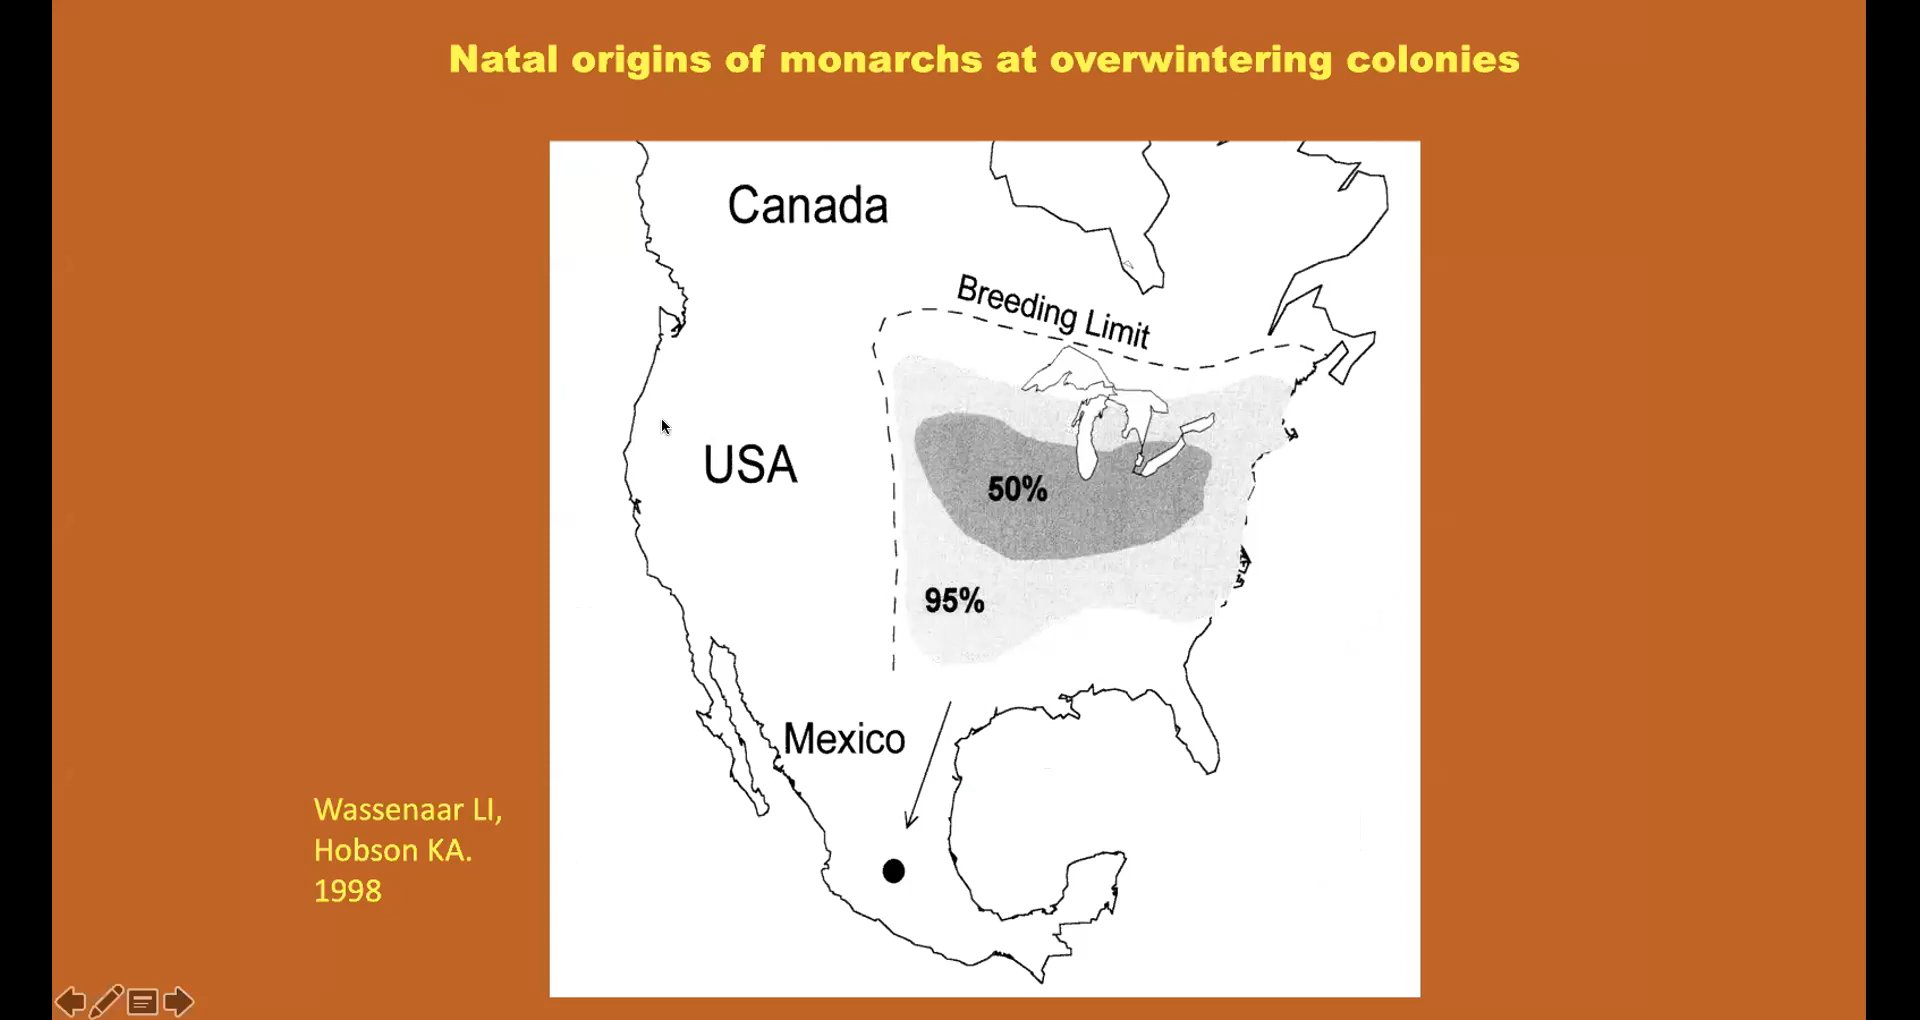 Natal origins of monarchs at overwintering colonies
Canada
Breeding Limit
USA
50%
95%
Mexico
Wassenaar LI,
Hobson KA.
1998